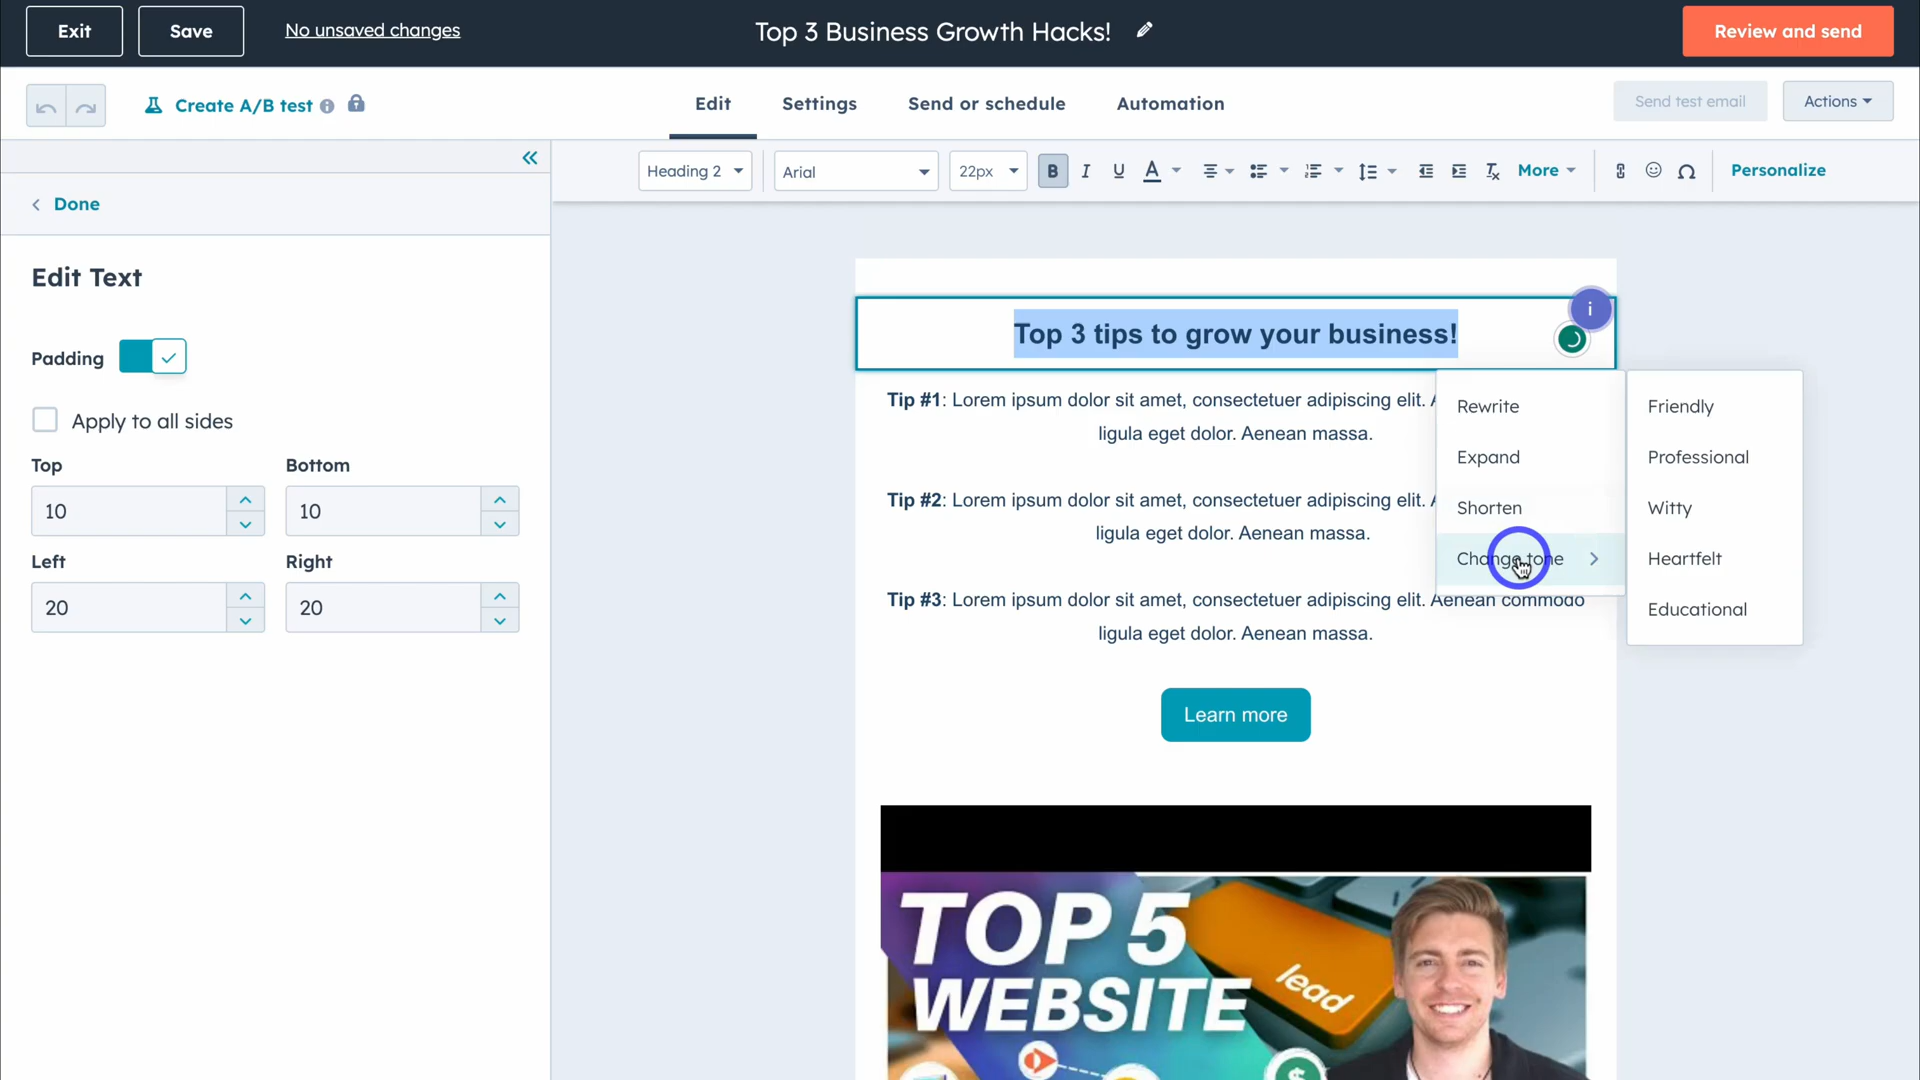 Exit
Save
No unsaved changes
Top 3 Business Growth Hacks!
Review and send
Create A/B test
Edit
Settings
Send or schedule
Automation
Send test email
Actions
Heading 2
Arial
22px
B
I
U
A
More
Personalize
Done
Edit Text
Padding
Apply to all sides
Top
Bottom
10
10
Left
Right
20
20
Top 3 tips to grow your business!
i
Tip #1: Lorem ipsum dolor sit amet, consectetuer adipiscing elit.
ligula eget dolor. Aenean massa.
Tip #2: Lorem ipsum dolor sit amet, consectetuer adipiscing elit.
ligula eget dolor. Aenean massa.
Tip #3: Lorem ipsum dolor sit amet, consectetuer adipiscing elit. Aenean commodo
ligula eget dolor. Aenean massa.
Rewrite
Expand
Shorten
Change tone
Friendly
Professional
Witty
Heartfelt
Educational
Learn more
TOP 5
WEBSITE
lead
$